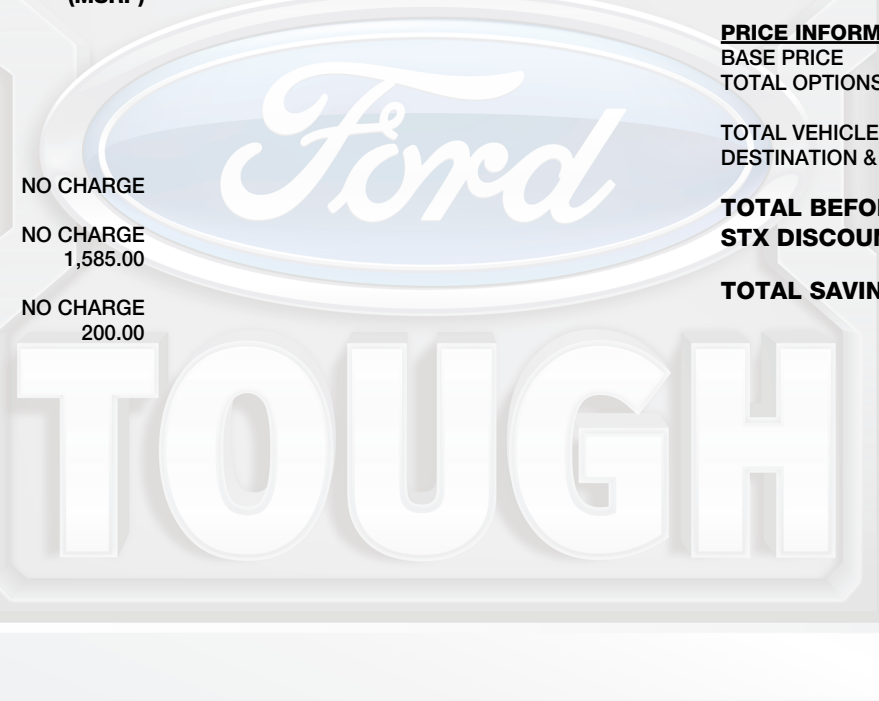 (MSRP)
NO CHARGE
NO CHARGE
1,585.00
NO CHARGE
200.00
Ford
TOUGH
PRICE INFORM
BASE PRICE
TOTAL OPTIONS
TOTAL VEHICLE
DESTINATION &
TOTAL BEFO
STX DISCOU
TOTAL SAVIN